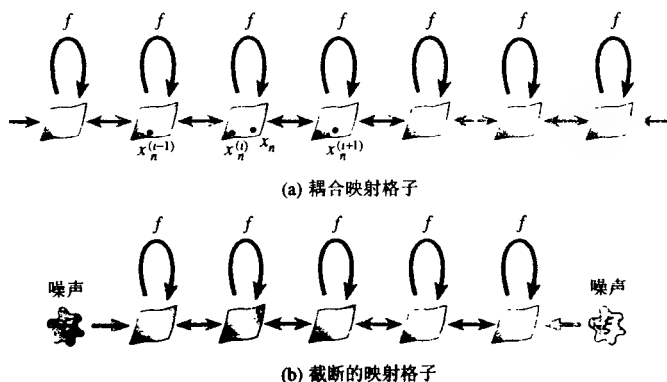 f f f f f f f
x_n^{(i-1)} x_n^{(i)} x_n x_n^{(i+1)}
(a) 耦合映射格子
f f f f f
噪声 噪声
(b) 截断的映射格子